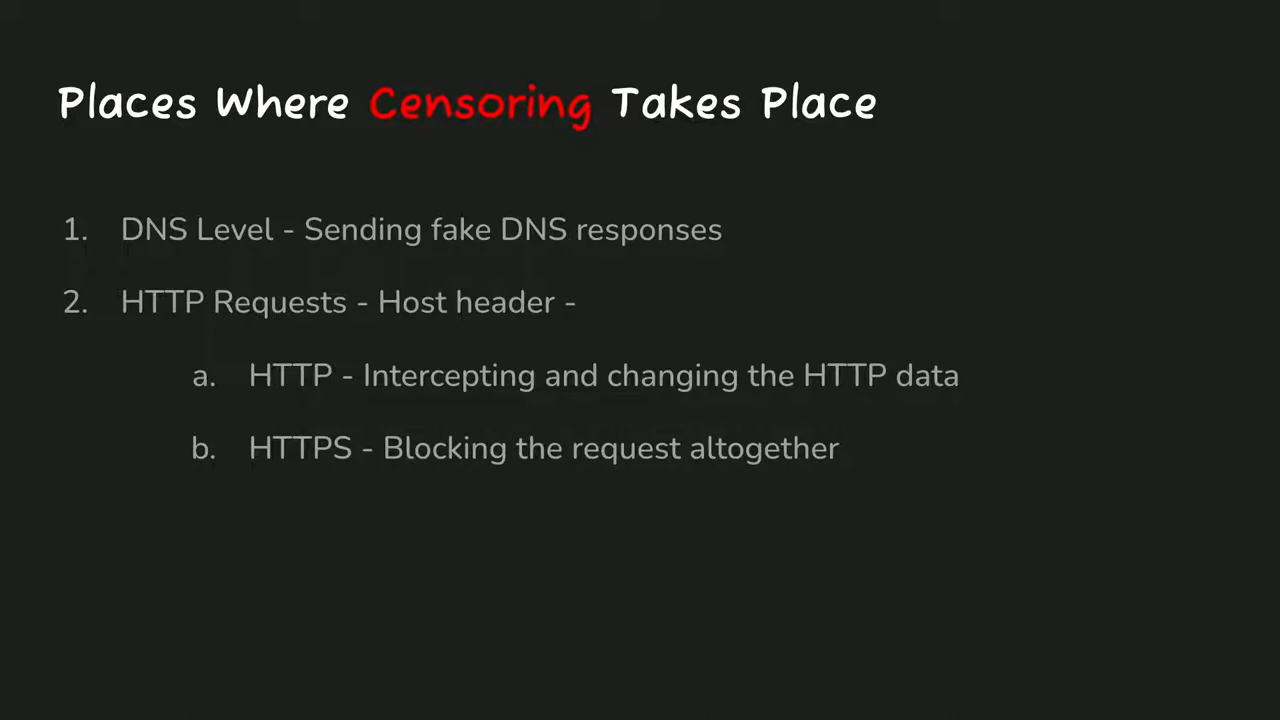 Places Where Censoring Takes Place
1. DNS Level - Sending fake DNS responses
2. HTTP Requests - Host header -
a. HTTP - Intercepting and changing the HTTP data
b. HTTPS - Blocking the request altogether